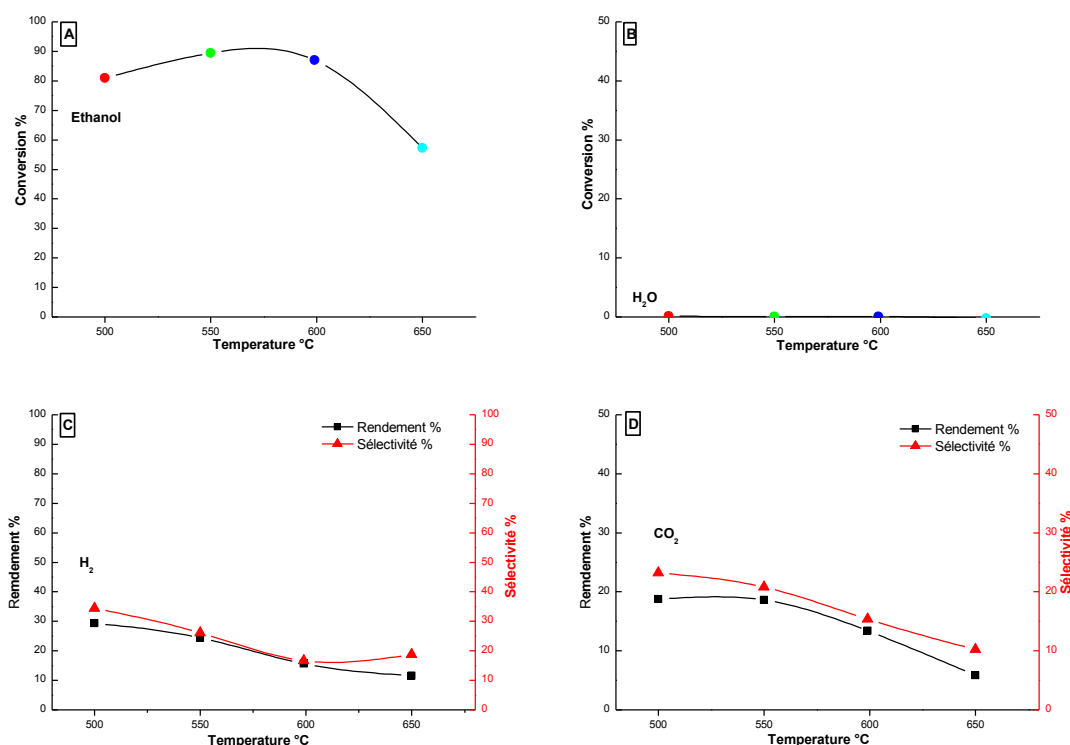 A
Ethanol
Conversion %
100
90
80
70
60
50
40
30
20
10
0
500 550 600 650
Temperature °C
B
H₂O
Conversion %
50
40
30
20
10
0
500 550 600 650
Temperature °C
C
Rendement %
Sélectivité %
H₂
Remdement %
100
90
80
70
60
50
40
30
20
10
0
500 550 600 650
Temperature °C
Sélectivité %
100
90
80
70
60
50
40
30
20
10
0
D
Rendement %
Sélectivité %
CO₂
Remdement %
50
40
30
20
10
0
500 550 600 650
Temperature °C
Sélectivité %
50
40
30
20
10
0